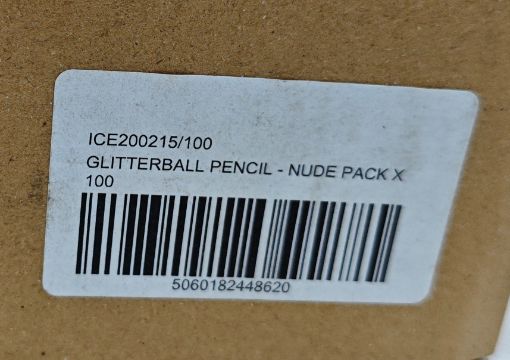 ICE200215/100
GLITTERBALL PENCIL - NUDE PACK X
100
5060182448620